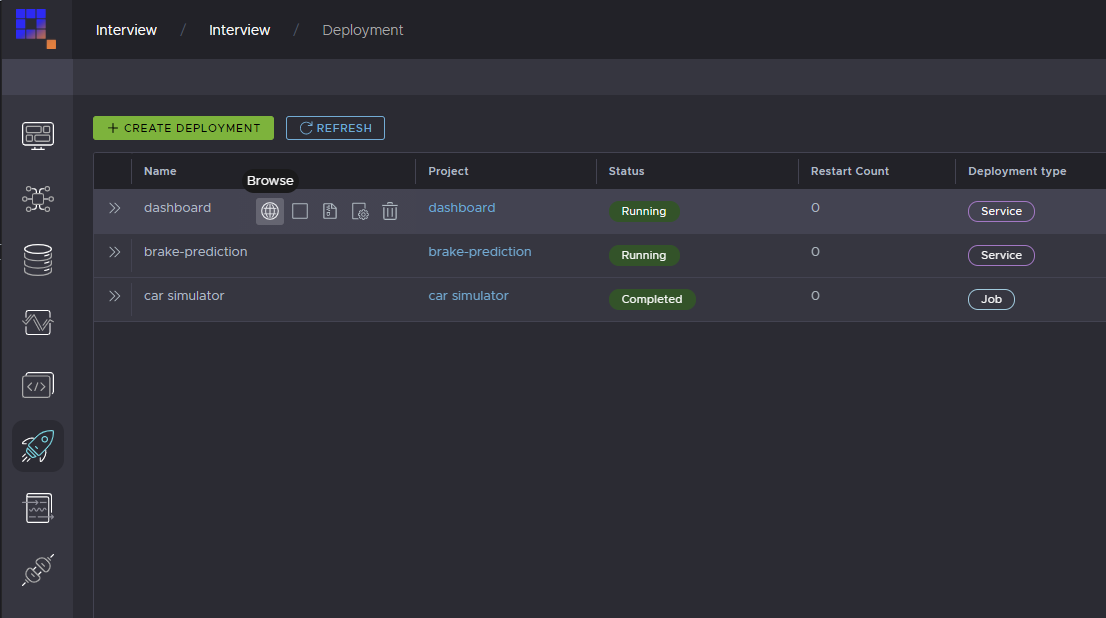 Interview / Interview / Deployment
+ CREATE DEPLOYMENT REFRESH
Name Project Status Restart Count Deployment type
Browse
dashboard dashboard Running 0 Service
brake-prediction brake-prediction Running 0 Service
car simulator car simulator Completed 0 Job